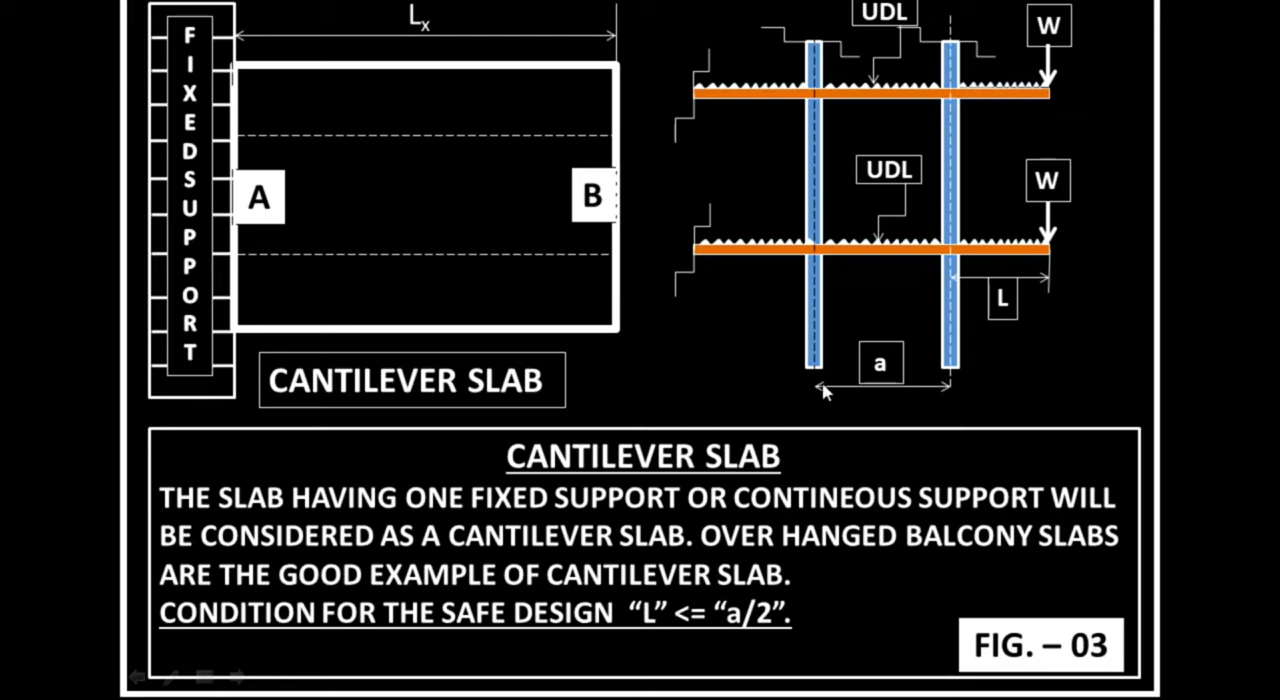 FIXED SUPPORT
Lx
A
B
CANTILEVER SLAB
UDL
W
UDL
W
L
a
CANTILEVER SLAB
THE SLAB HAVING ONE FIXED SUPPORT OR CONTINEOUS SUPPORT WILL
BE CONSIDERED AS A CANTILEVER SLAB. OVER HANGED BALCONY SLABS
ARE THE GOOD EXAMPLE OF CANTILEVER SLAB.
CONDITION FOR THE SAFE DESIGN “L” <= “a/2”.
FIG. – 03